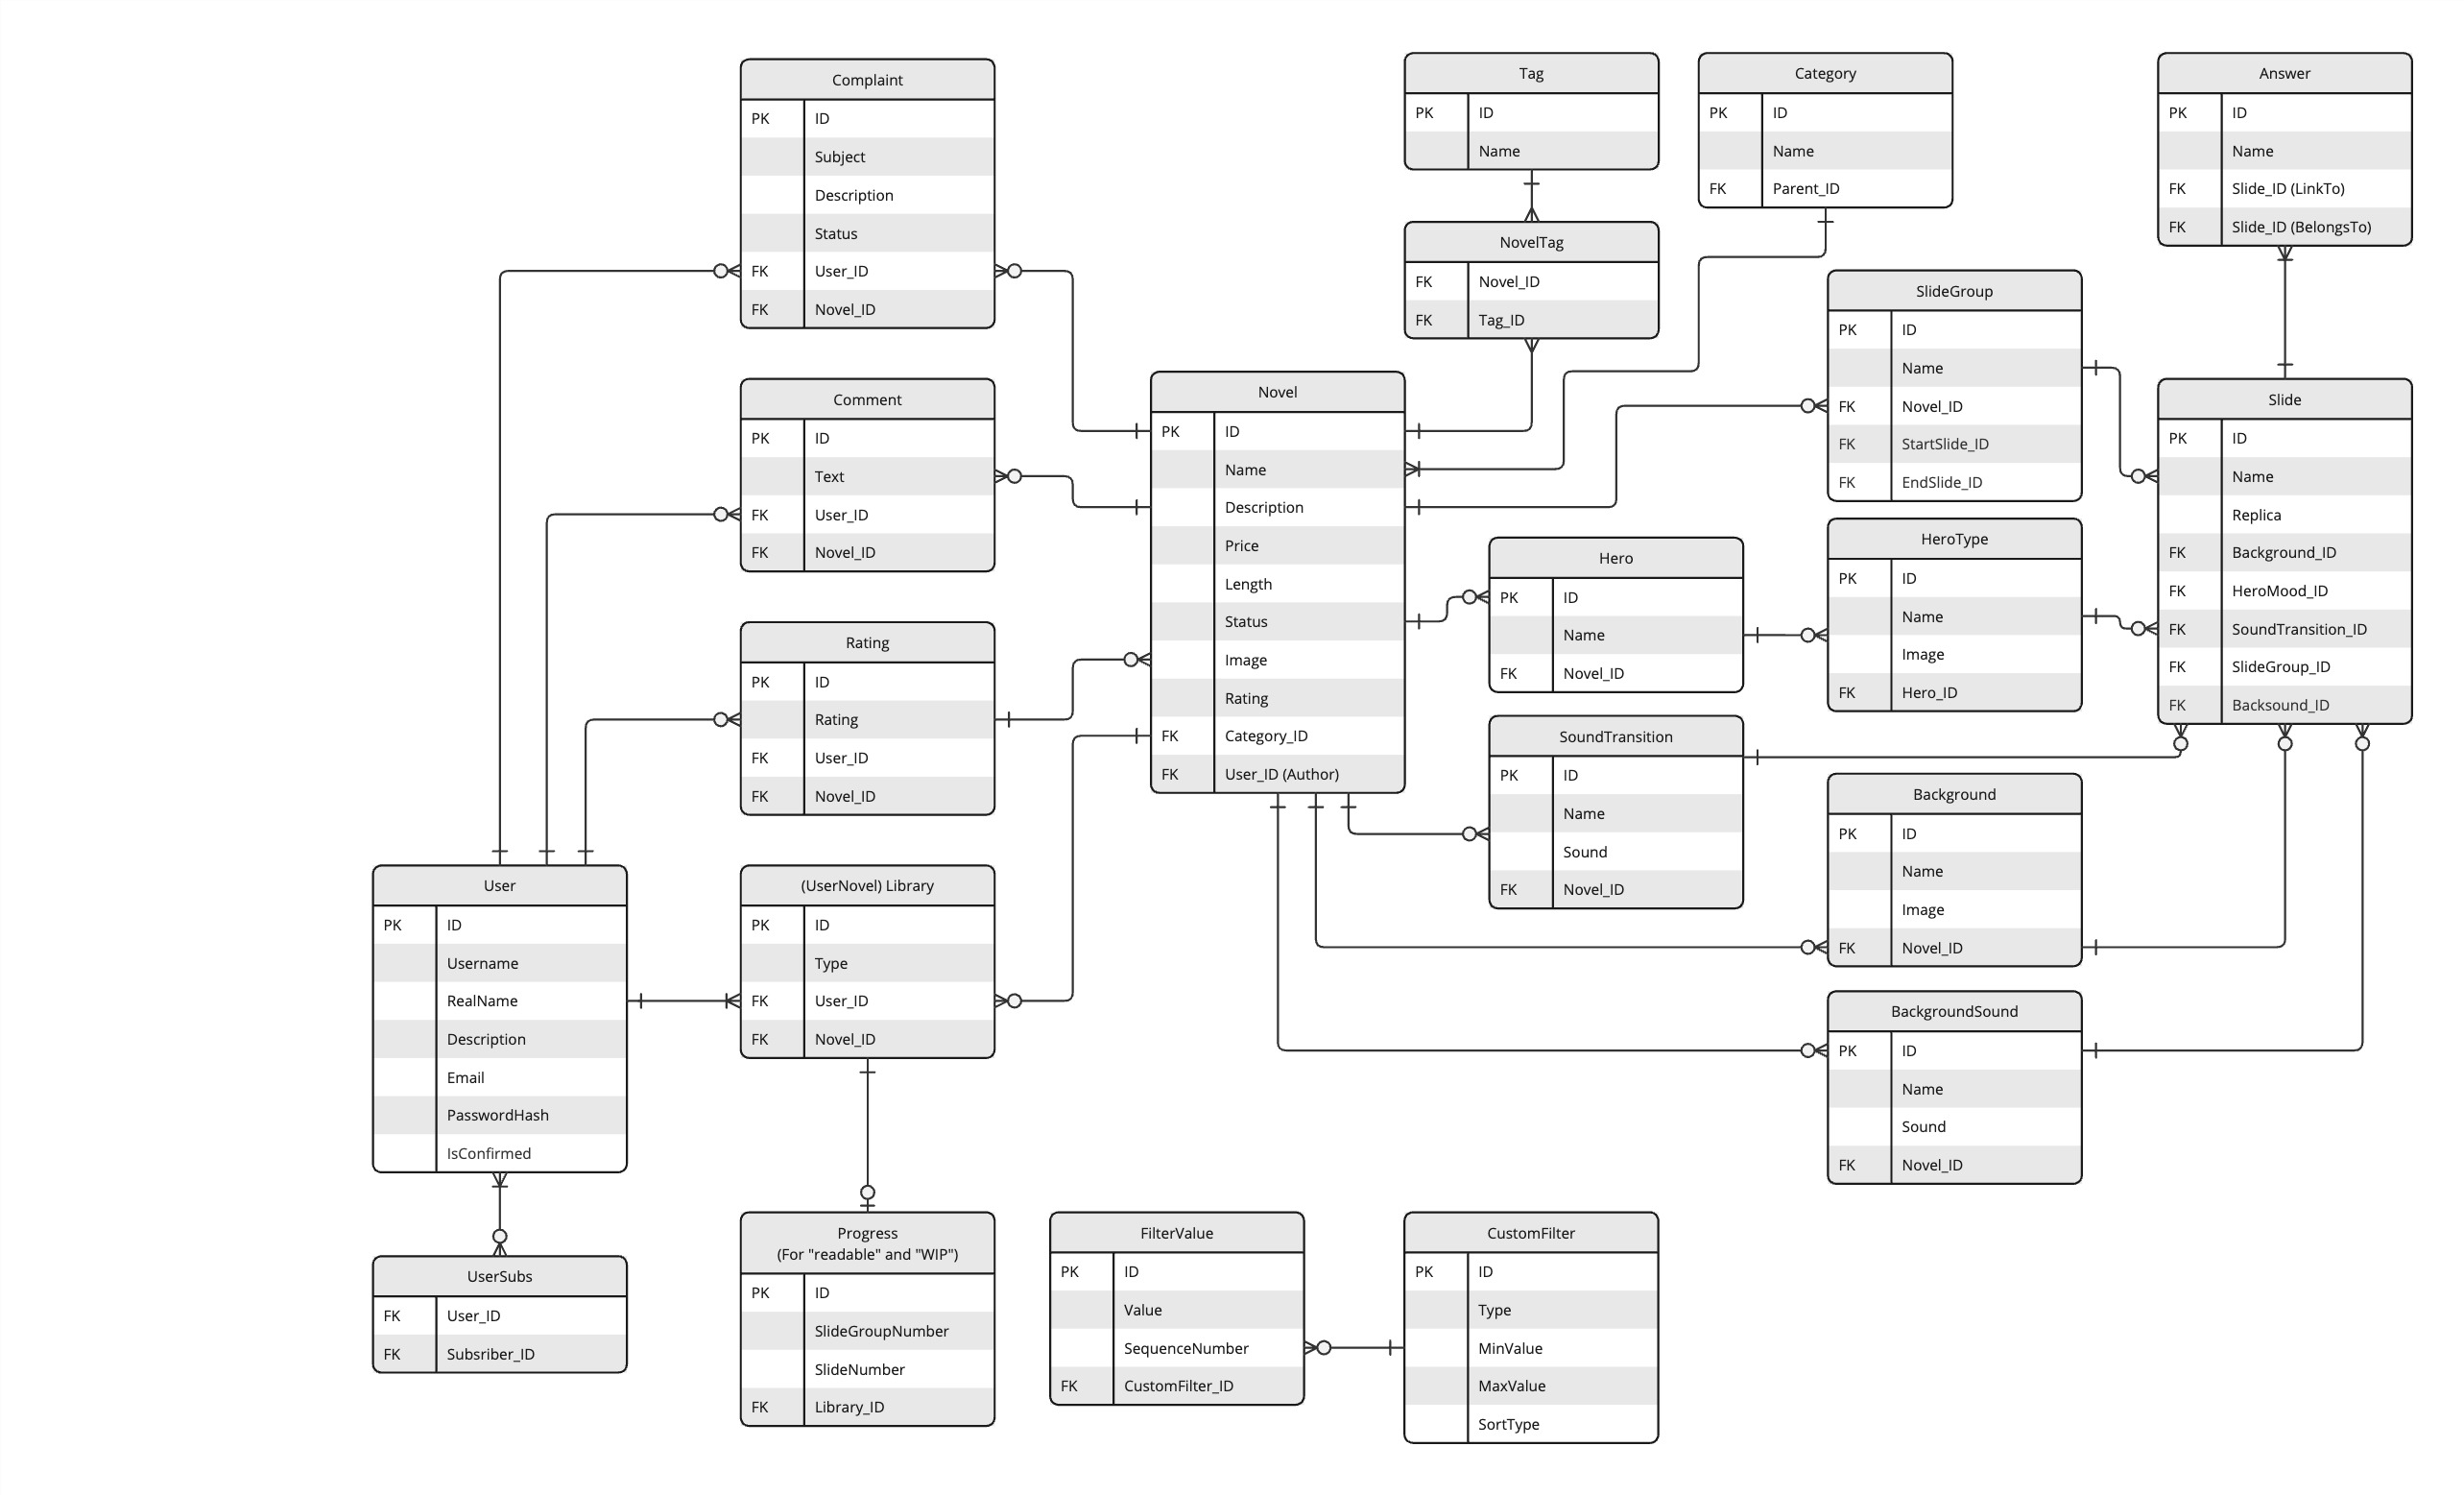 Complaint
PK ID
Subject
Description
Status
FK User_ID
FK Novel_ID
Tag
PK ID
Name
Category
PK ID
Name
FK Parent_ID
Answer
PK ID
Name
FK Slide_ID (LinkTo)
FK Slide_ID (BelongsTo)
NovelTag
FK Novel_ID
FK Tag_ID
SlideGroup
PK ID
Name
FK Novel_ID
FK StartSlide_ID
FK EndSlide_ID
Comment
PK ID
Text
FK User_ID
FK Novel_ID
Novel
PK ID
Name
Description
Price
Length
Status
Image
Rating
FK Category_ID
FK User_ID (Author)
Slide
PK ID
Name
Replica
FK Background_ID
FK HeroMood_ID
FK SoundTransition_ID
FK SlideGroup_ID
FK Backsound_ID
Hero
PK ID
Name
FK Novel_ID
HeroType
PK ID
Name
Image
FK Hero_ID
Rating
PK ID
Rating
FK User_ID
FK Novel_ID
SoundTransition
PK ID
Name
Sound
FK Novel_ID
Background
PK ID
Name
Image
FK Novel_ID
User
PK ID
Username
RealName
Description
Email
PasswordHash
IsConfirmed
(UserNovel) Library
PK ID
Type
FK User_ID
FK Novel_ID
BackgroundSound
PK ID
Name
Sound
FK Novel_ID
UserSubs
FK User_ID
FK Subsriber_ID
Progress
(For "readable" and "WIP")
PK ID
SlideGroupNumber
SlideNumber
FK Library_ID
FilterValue
PK ID
Value
SequenceNumber
FK CustomFilter_ID
CustomFilter
PK ID
Type
MinValue
MaxValue
SortType